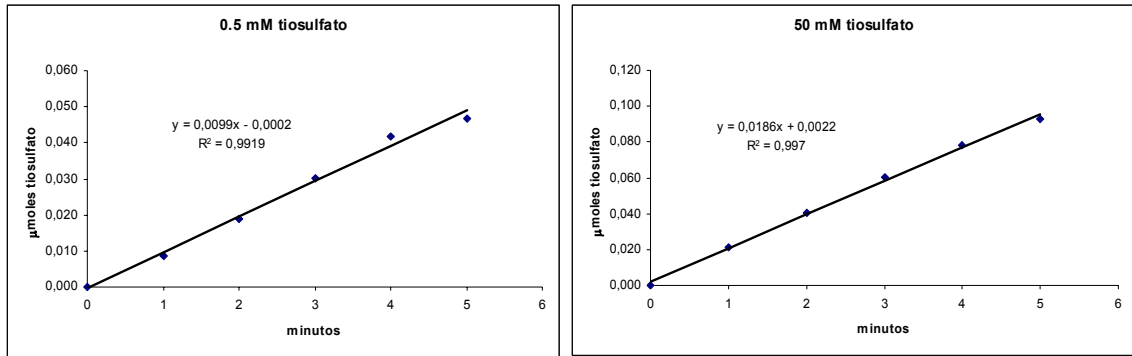 0.5 mM tiosulfato
0,060
0,050
0,040
0,030
0,020
0,010
0,000
µmoles tiosulfato
y = 0,0099x - 0,0002
R² = 0,9919
0 1 2 3 4 5 6
minutos
50 mM tiosulfato
0,120
0,100
0,080
0,060
0,040
0,020
0,000
µmoles tiosulfato
y = 0,0186x + 0,0022
R² = 0,997
0 1 2 3 4 5 6
minutos